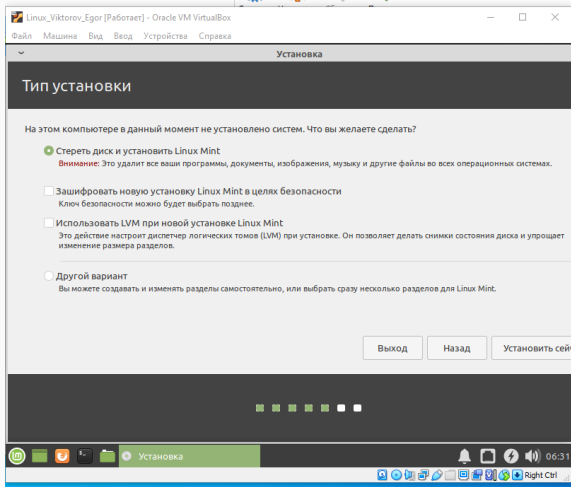 Linux_Viktorov_Egor [Работает] - Oracle VM VirtualBox
Файл Машина Вид Ввод Устройства Справка
Установка
Тип установки
На этом компьютере в данный момент не установлено систем. Что вы желаете сделать?
Стереть диск и установить Linux Mint
Внимание: Это удалит все ваши программы, документы, изображения, музыку и другие файлы во всех операционных системах.
Зашифровать новую установку Linux Mint в целях безопасности
Ключ безопасности можно будет выбрать позднее.
Использовать LVM при новой установке Linux Mint
Это действие настроит диспетчер логических томов (LVM) при установке. Он позволяет делать снимки состояния диска и упрощает
изменение размера разделов.
Другой вариант
Вы можете создавать и изменять разделы самостоятельно, или выбрать сразу несколько разделов для Linux Mint.
Выход Назад Установить сей
Установка 06:31
Right Ctrl